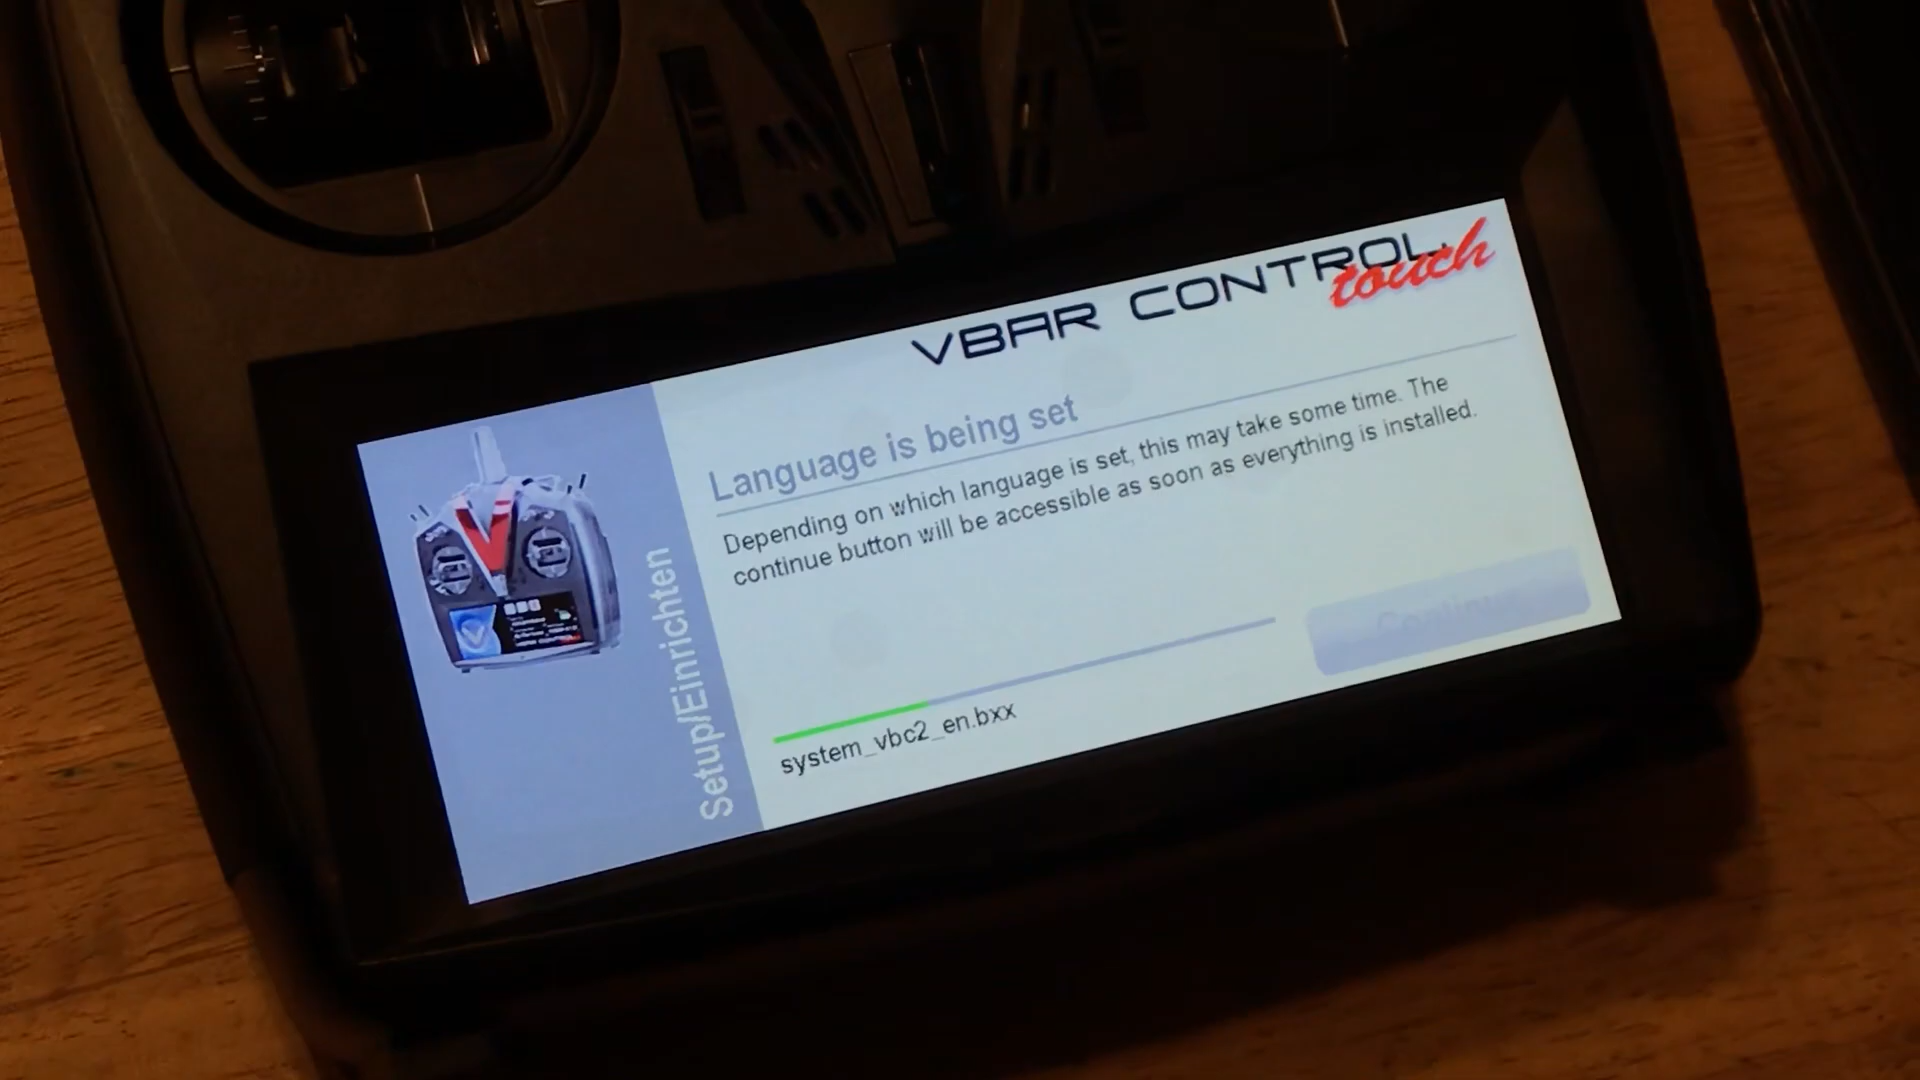 VBAR CONTROL
touch
Language is being set
Depending on which language is set, this may take some time. The
continue button will be accessible as soon as everything is installed.
Continue
system_vbc2_en.bxx
Setup/Einrichten